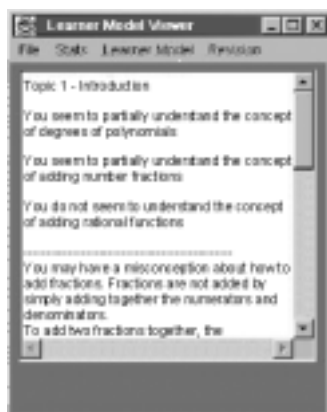 Learner Model Viewer
File Stats Learner Model Revision
Topic 1 - Introduction
You seem to partially understand the concept
of degrees of polynomials
You seem to partially understand the concept
of adding number fractions
You do not seem to understand the concept
of adding rational functions
----------------------------------------
You may have a misconception about how to
add fractions. Fractions are not added by
simply adding together the numerators and
denominators.
To add two fractions together, the